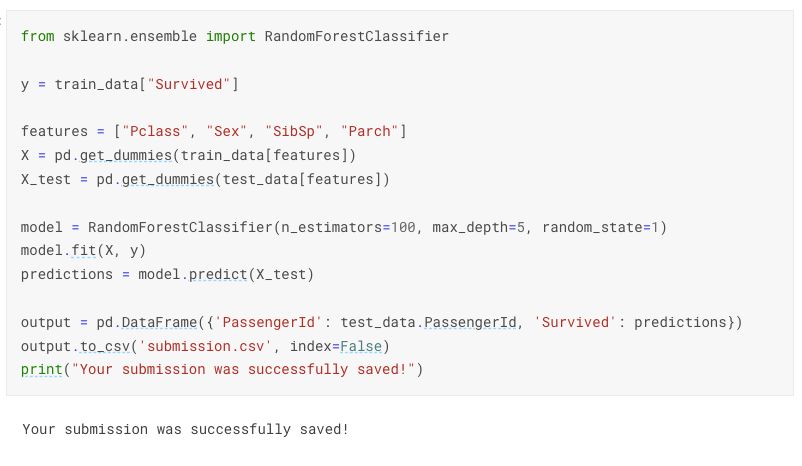 from sklearn.ensemble import RandomForestClassifier
y = train_data["Survived"]
features = ["Pclass", "Sex", "SibSp", "Parch"]
X = pd.get_dummies(train_data[features])
X_test = pd.get_dummies(test_data[features])
model = RandomForestClassifier(n_estimators=100, max_depth=5, random_state=1)
model.fit(X, y)
predictions = model.predict(X_test)
output = pd.DataFrame({'PassengerId': test_data.PassengerId, 'Survived': predictions})
output.to_csv('submission.csv', index=False)
print("Your submission was successfully saved!")
Your submission was successfully saved!